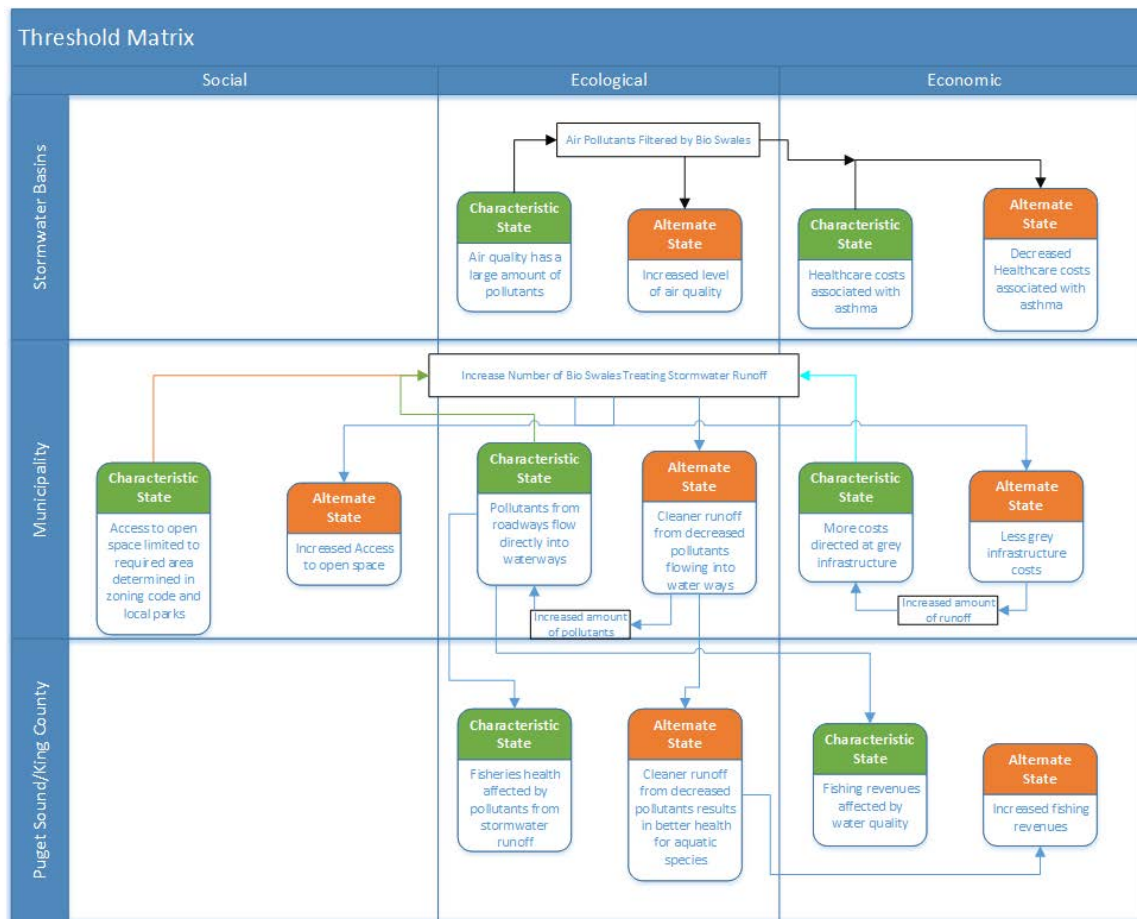 Threshold Matrix
Social
Ecological
Economic
Stormwater Basins
Air Pollutants Filtered by Bio Swales
Characteristic
State
Air quality has a
large amount of
pollutants
Alternate State
Increased level
of air quality
Characteristic
State
Healthcare costs
associated with
asthma
Alternate State
Decreased
Healthcare costs
associated with
asthma
Municipality
Increase Number of Bio Swales Treating Stormwater Runoff
Characteristic
State
Access to open
space limited to
required area
determined in
zoning code and
local parks
Alternate State
Increased Access
to open space
Characteristic
State
Pollutants from
roadways flow
directly into
waterways
Alternate State
Cleaner runoff
from decreased
pollutants
flowing into
water ways
Increased amount
of pollutants
Characteristic
State
More costs
directed at grey
infrastructure
Alternate State
Less grey
infrastructure
costs
Increased amount
of runoff
Puget Sound/King County
Characteristic
State
Fisheries health
affected by
pollutants from
stormwater
runoff
Alternate State
Cleaner runoff
from decreased
pollutants results
in better health
for aquatic
species
Characteristic
State
Fishing revenues
affected by
water quality
Alternate State
Increased fishing
revenues